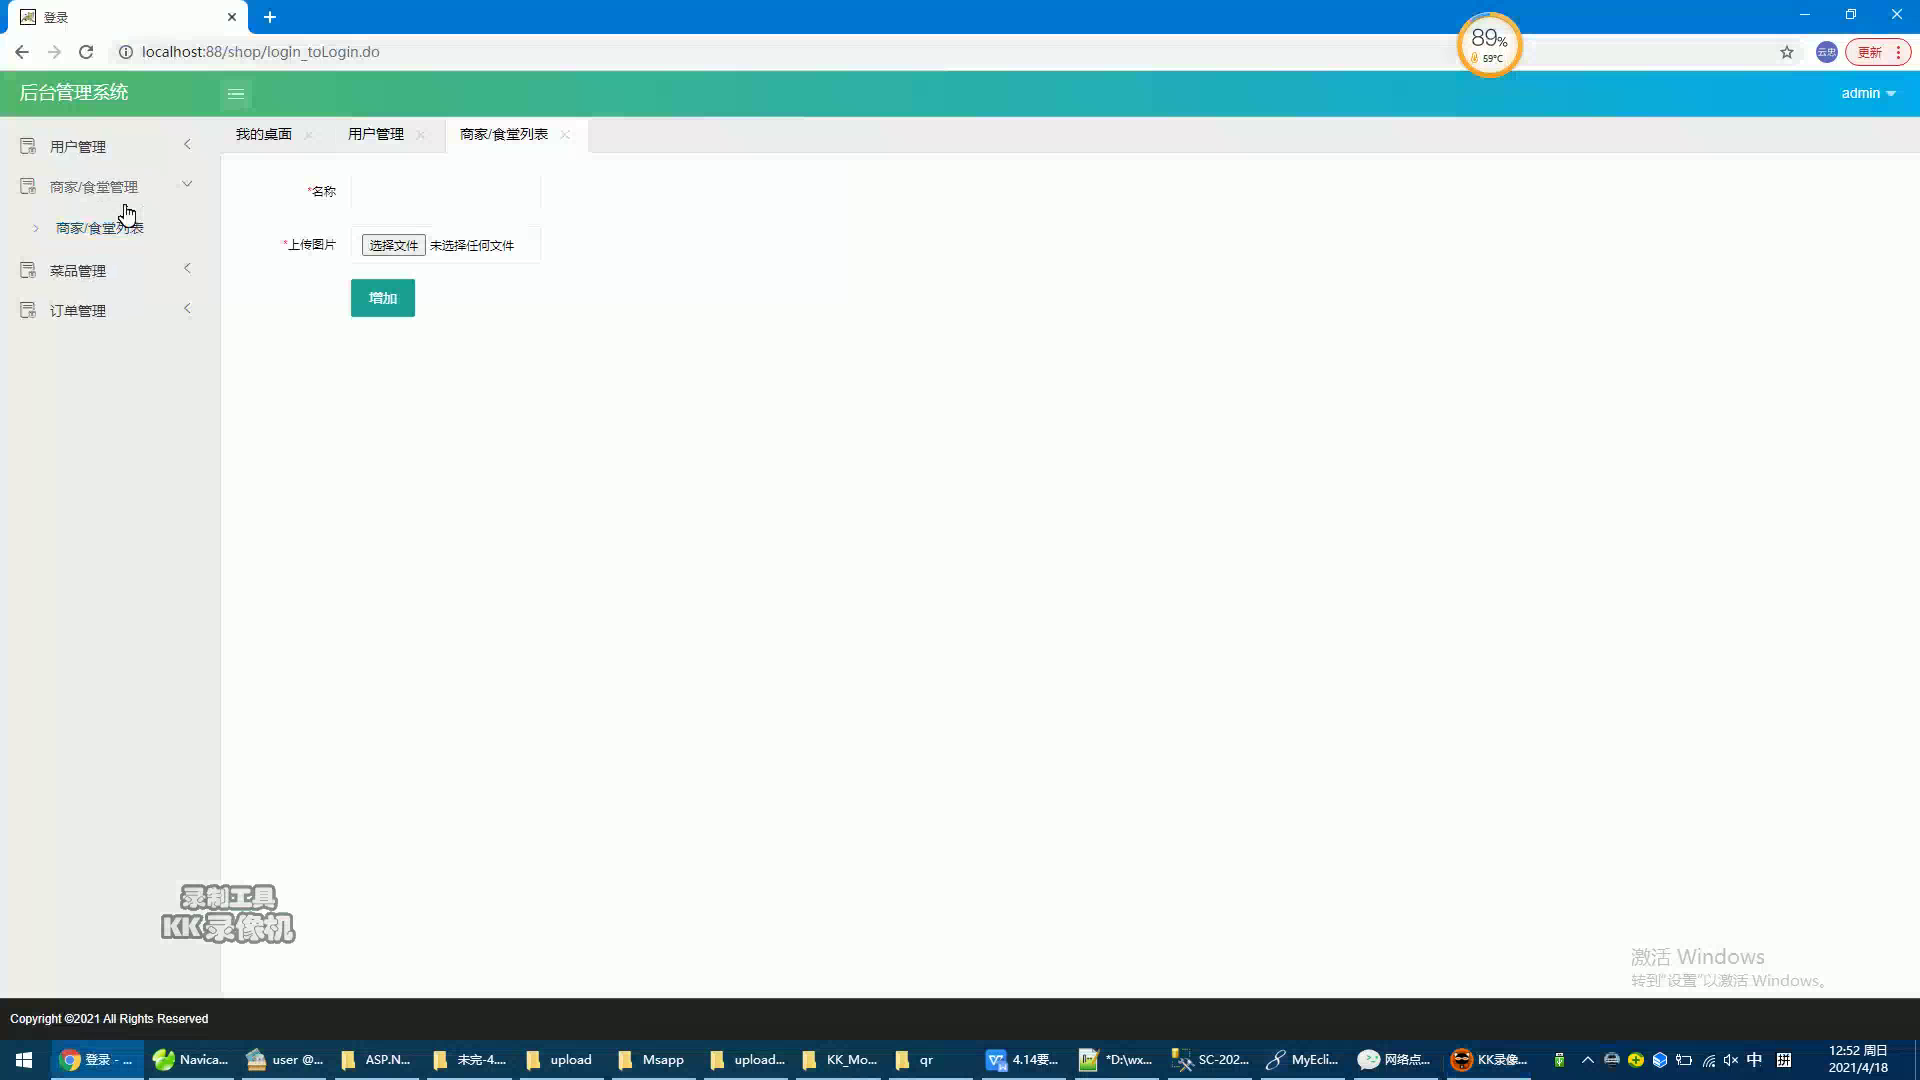 登录
localhost:88/shop/login_toLogin.do
89%
59°C
云忠
更新
后台管理系统
admin
用户管理
商家/食堂管理
商家/食堂列表
菜品管理
订单管理
我的桌面
用户管理
商家/食堂列表
*名称
*上传图片
选择文件 未选择任何文件
增加
录制工具
KK录像机
激活 Windows
转到"设置"以激活 Windows。
Copyright ©2021 All Rights Reserved
登录 - ...
Navica...
user @...
ASP.N...
未完-4....
upload
Msapp
upload...
KK_Mo...
qr
4.14要...
*D:\wx...
SC-202...
MyEcli...
网络点...
KK录像...
中
拼
12:52 周日
2021/4/18